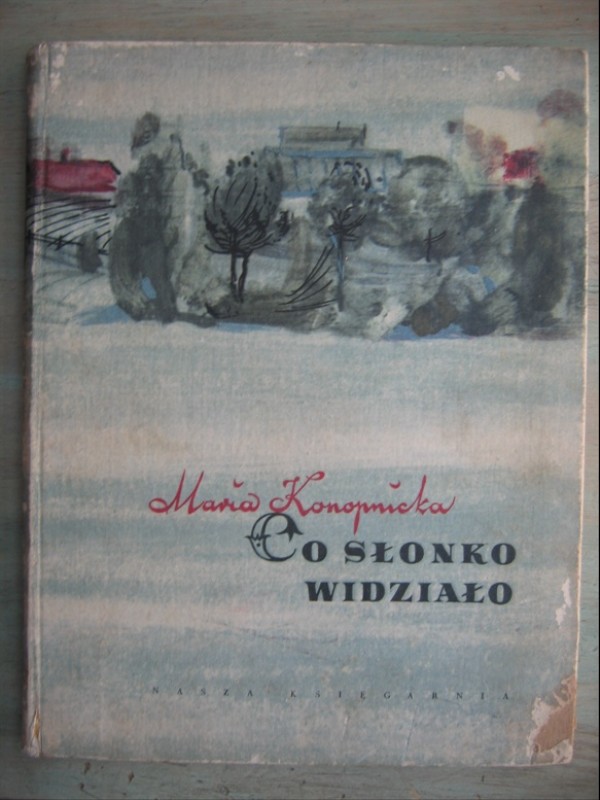 Maria Konopnicka
CO SŁONKO
WIDZIAŁO
NASZA KSIĘGARNIA